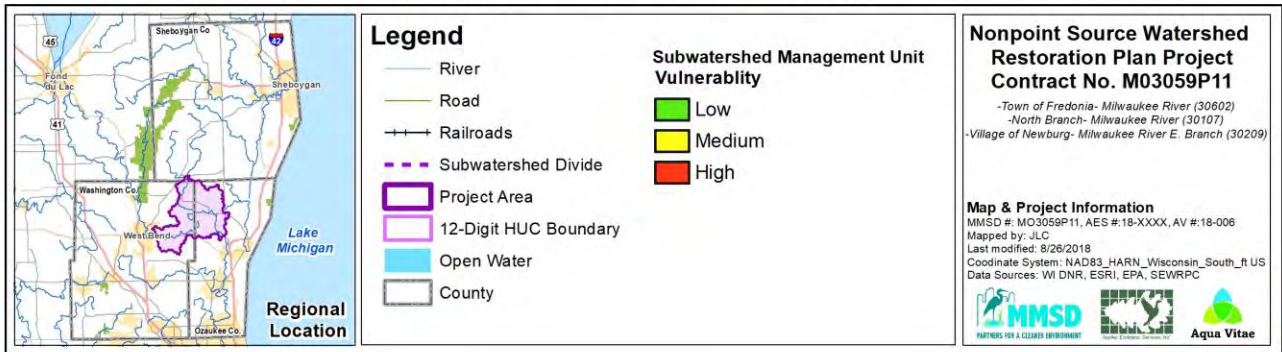 Sheboygan Co
45
42
Fond
du Lac
Sheboygan
41
Washington Co.
West Bend
Lake
Michigan
Regional
Location
Ozaukee Co.
Legend
River
Road
Railroads
Subwatershed Divide
Project Area
12-Digit HUC Boundary
Open Water
County
Subwatershed Management Unit
Vulnerablity
Low
Medium
High
Nonpoint Source Watershed
Restoration Plan Project
Contract No. M03059P11
-Town of Fredonia- Milwaukee River (30602)
-North Branch- Milwaukee River (30107)
-Village of Newburg- Milwaukee River E. Branch (30209)
Map & Project Information
MMSD #: MO3059P11, AES #:18-XXXX, AV #:18-006
Mapped by: JLC
Last modified: 8/26/2018
Coodinate System: NAD83_HARN_Wisconsin_South_ft US
Data Sources: WI DNR, ESRI, EPA, SEWRPC
MMSD
PARTNERS FOR A CLEANER ENVIRONMENT
Applied Ecological Services, Inc.
Aqua Vitae